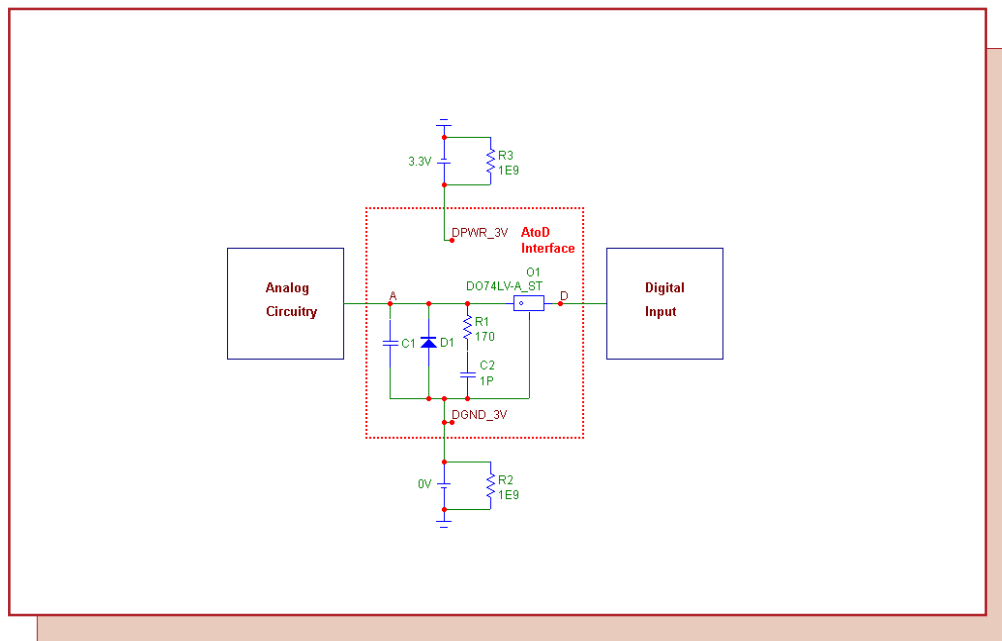 3.3V
R3
1E9
DPWR_3V
AtoD
Interface
Analog
Circuitry
A
O1
DO74LV-A_ST
D
Digital
Input
C1
D1
R1
170
C2
1P
DGND_3V
0V
R2
1E9